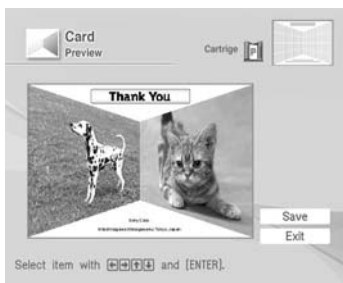 Card
Preview
Cartrige P
Thank You
Save
Exit
Select item with and [ENTER].